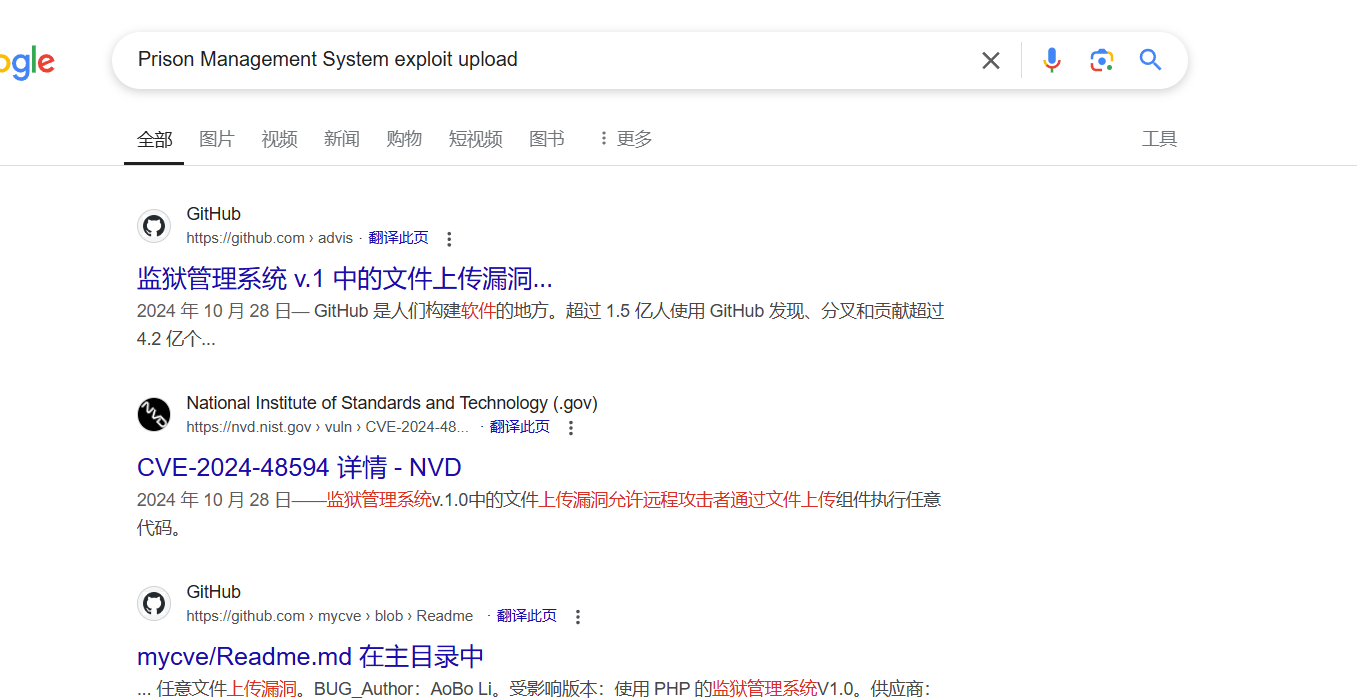 ogle
Prison Management System exploit upload
全部 图片 视频 新闻 购物 短视频 图书 更多 工具
GitHub
https://github.com › advis · 翻译此页
监狱管理系统 v.1 中的文件上传漏洞...
2024 年 10 月 28 日— GitHub 是人们构建软件的地方。超过 1.5 亿人使用 GitHub 发现、分叉和贡献超过
4.2 亿个...
NVD
National Institute of Standards and Technology (.gov)
https://nvd.nist.gov › vuln › CVE-2024-48... · 翻译此页
CVE-2024-48594 详情 - NVD
2024 年 10 月 28 日——监狱管理系统v.1.0中的文件上传漏洞允许远程攻击者通过文件上传组件执行任意
代码。
GitHub
https://github.com › mycve › blob › Readme · 翻译此页
mycve/Readme.md 在主目录中
... 任意文件上传漏洞。BUG_Author：AoBo Li。受影响版本：使用 PHP 的监狱管理系统V1.0。供应商：